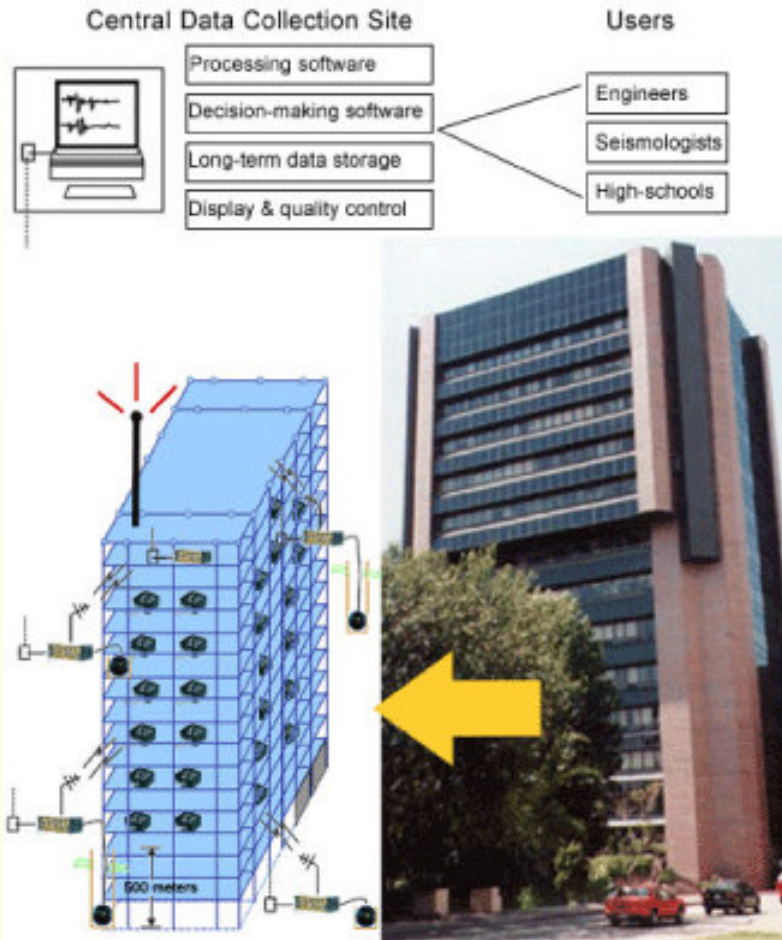 Central Data Collection Site
Users
Processing software
Decision-making software
Long-term data storage
Display & quality control
Engineers
Seismologists
High-schools
500 meters